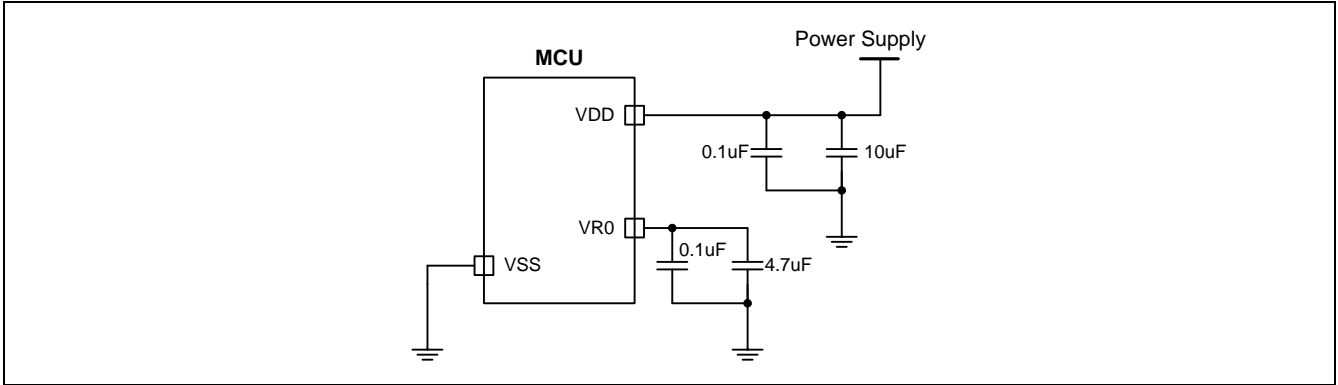 Power Supply
MCU
VDD
0.1uF
10uF
VR0
0.1uF
4.7uF
VSS